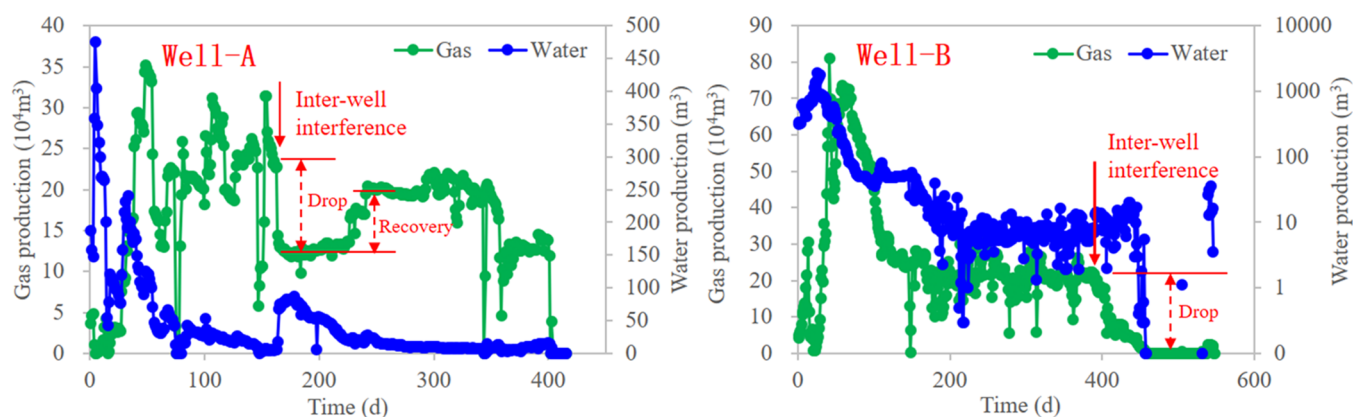 Well-A
Gas
Water
Inter-well
interference
Drop
Recovery
Gas production (10⁴m³)
40
35
30
25
20
15
10
5
0
Water production (m³)
500
450
400
350
300
250
200
150
100
50
0
0 100 200 300 400
Time (d)
Well-B
Gas
Water
Inter-well
interference
Drop
Gas production (10⁴m³)
90
80
70
60
50
40
30
20
10
0
Water production (m³)
10000
1000
100
10
1
0
0 200 400 600
Time (d)